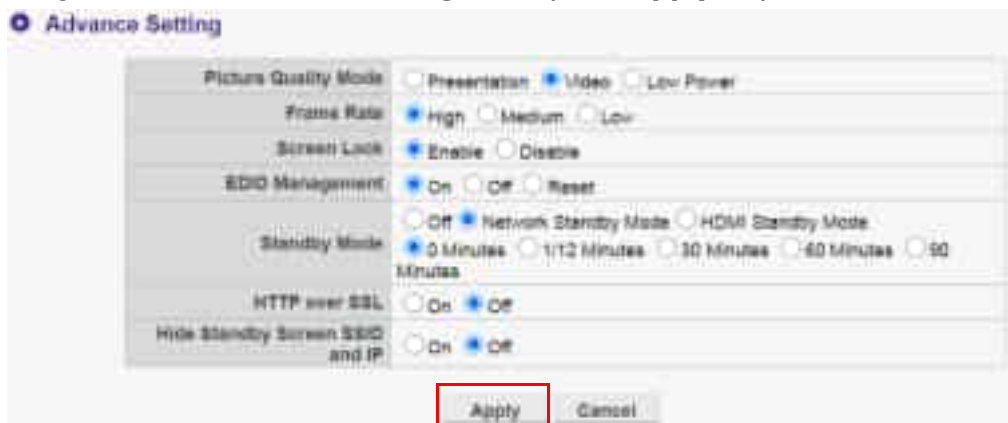 Advance Setting
Picture Quality Mode Presentation Video Low Power
Frame Rate High Medium Low
Screen Lock Enable Disable
EDID Management On Off Reset
Standby Mode Off Network Standby Mode HDMI Standby Mode
0 Minutes 1/12 Minutes 30 Minutes 60 Minutes 90
Minutes
HTTP over SSL On Off
Hide Standby Screen SSID
and IP On Off
Apply Cancel